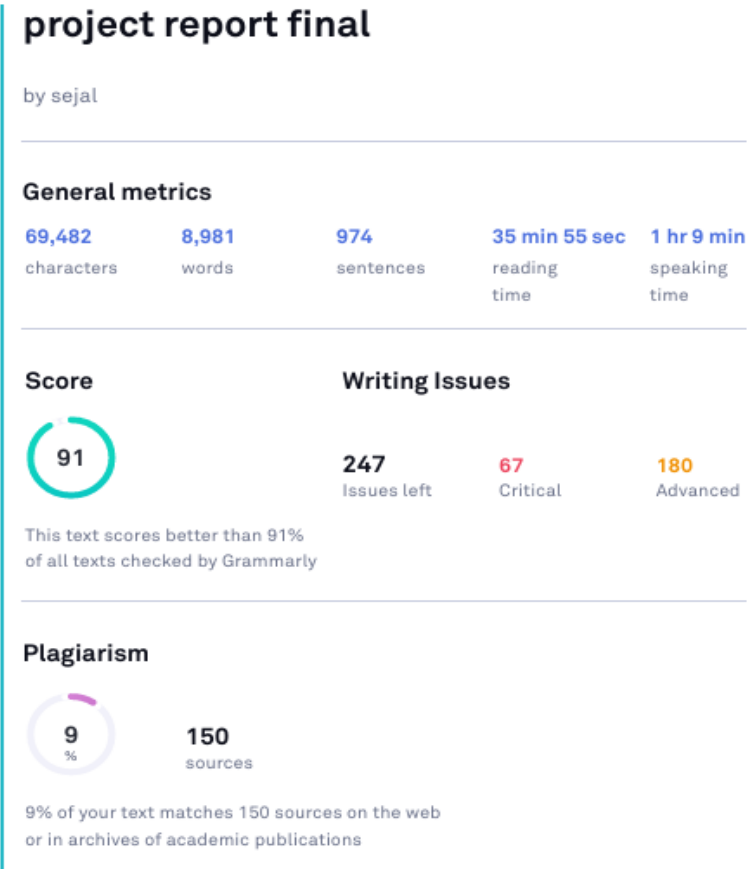 project report final
by sejal
General metrics
69,482 8,981 974 35 min 55 sec 1 hr 9 min
characters words sentences reading speaking
time time
Score Writing Issues
91
247 67 180
Issues left Critical Advanced
This text scores better than 91%
of all texts checked by Grammarly
Plagiarism
9 150
% sources
9% of your text matches 150 sources on the web
or in archives of academic publications